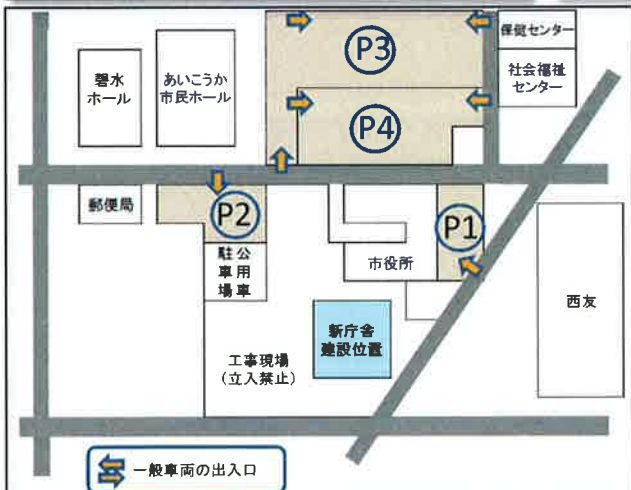 保健センター
P3
碧水
ホール
あいこうか
市民ホール
社会福祉
センター
P4
郵便局
P2
P1
駐 公
車 用
場 車
市役所
西友
新庁舎
建設位置
工事現場
（立入禁止）
一般車両の出入口